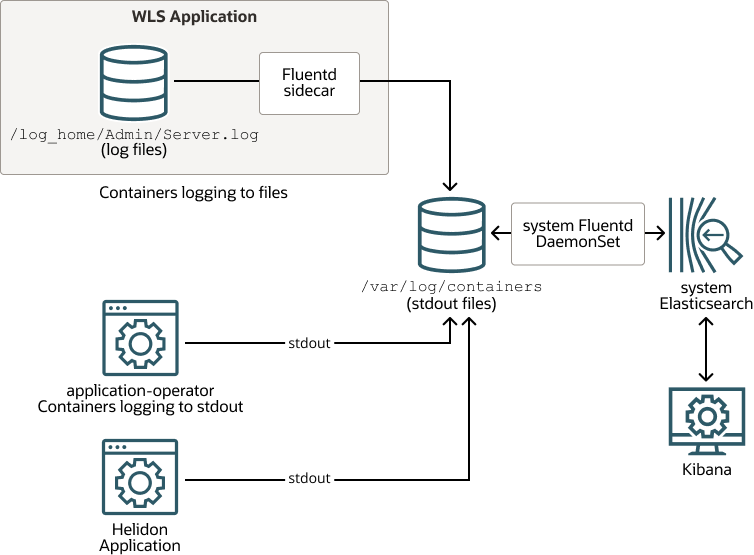 WLS Application
Fluentd
sidecar
/log_home/Admin/Server.log
(log files)
Containers logging to files
system Fluentd
DaemonSet
/var/log/containers
(stdout files)
system
Elasticsearch
stdout
application-operator
Containers logging to stdout
Kibana
stdout
Helidon
Application